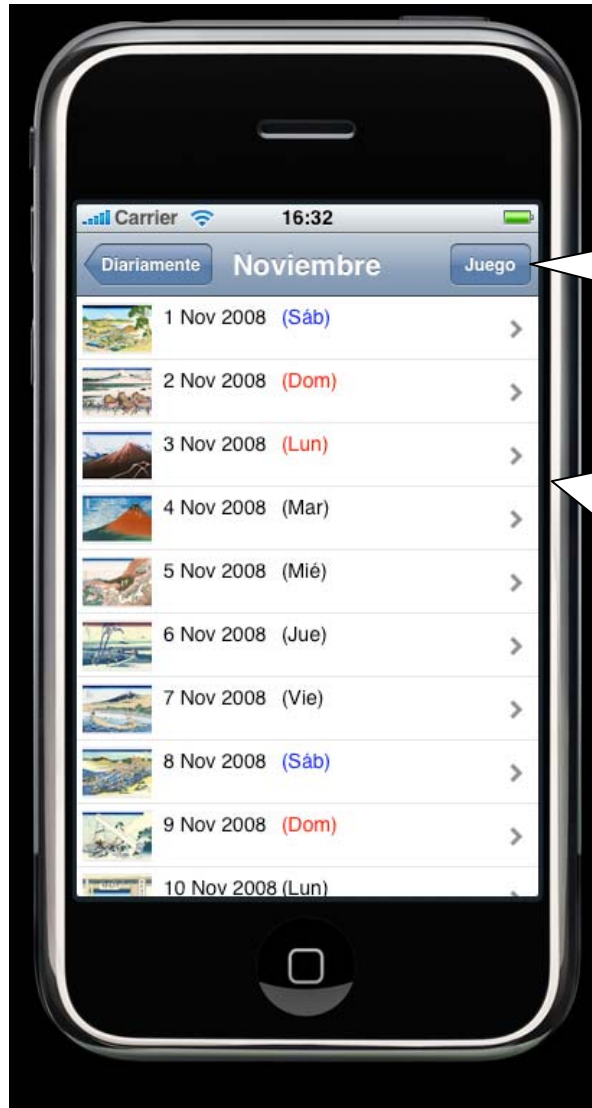 Carrier 16:32
Diariamente Noviembre Juego
1 Nov 2008 (Sáb)
2 Nov 2008 (Dom)
3 Nov 2008 (Lun)
4 Nov 2008 (Mar)
5 Nov 2008 (Mié)
6 Nov 2008 (Jue)
7 Nov 2008 (Vie)
8 Nov 2008 (Sáb)
9 Nov 2008 (Dom)
10 Nov 2008 (Lun)